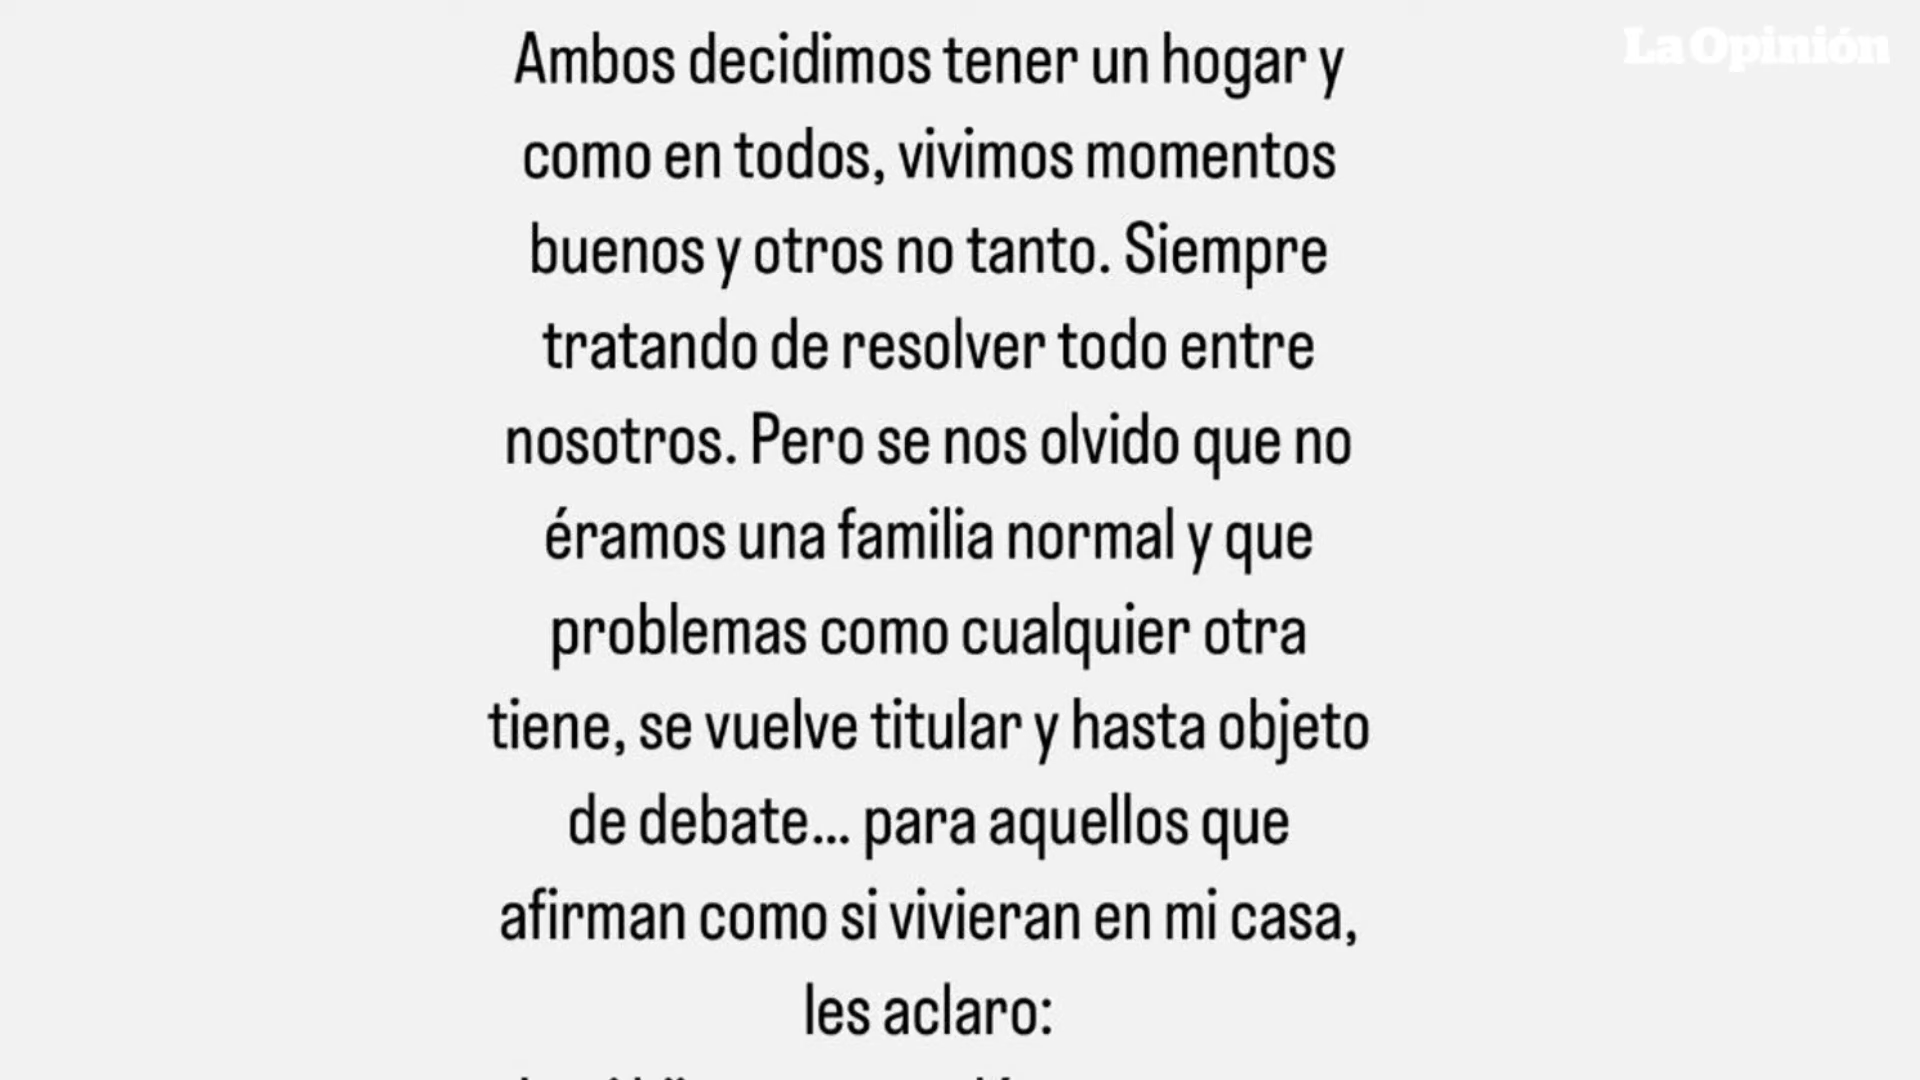 La Opinión
Ambos decidimos tener un hogar y
como en todos, vivimos momentos
buenos y otros no tanto. Siempre
tratando de resolver todo entre
nosotros. Pero se nos olvido que no
éramos una familia normal y que
problemas como cualquier otra
tiene, se vuelve titular y hasta objeto
de debate... para aquellos que
afirman como si vivieran en mi casa,
les aclaro: